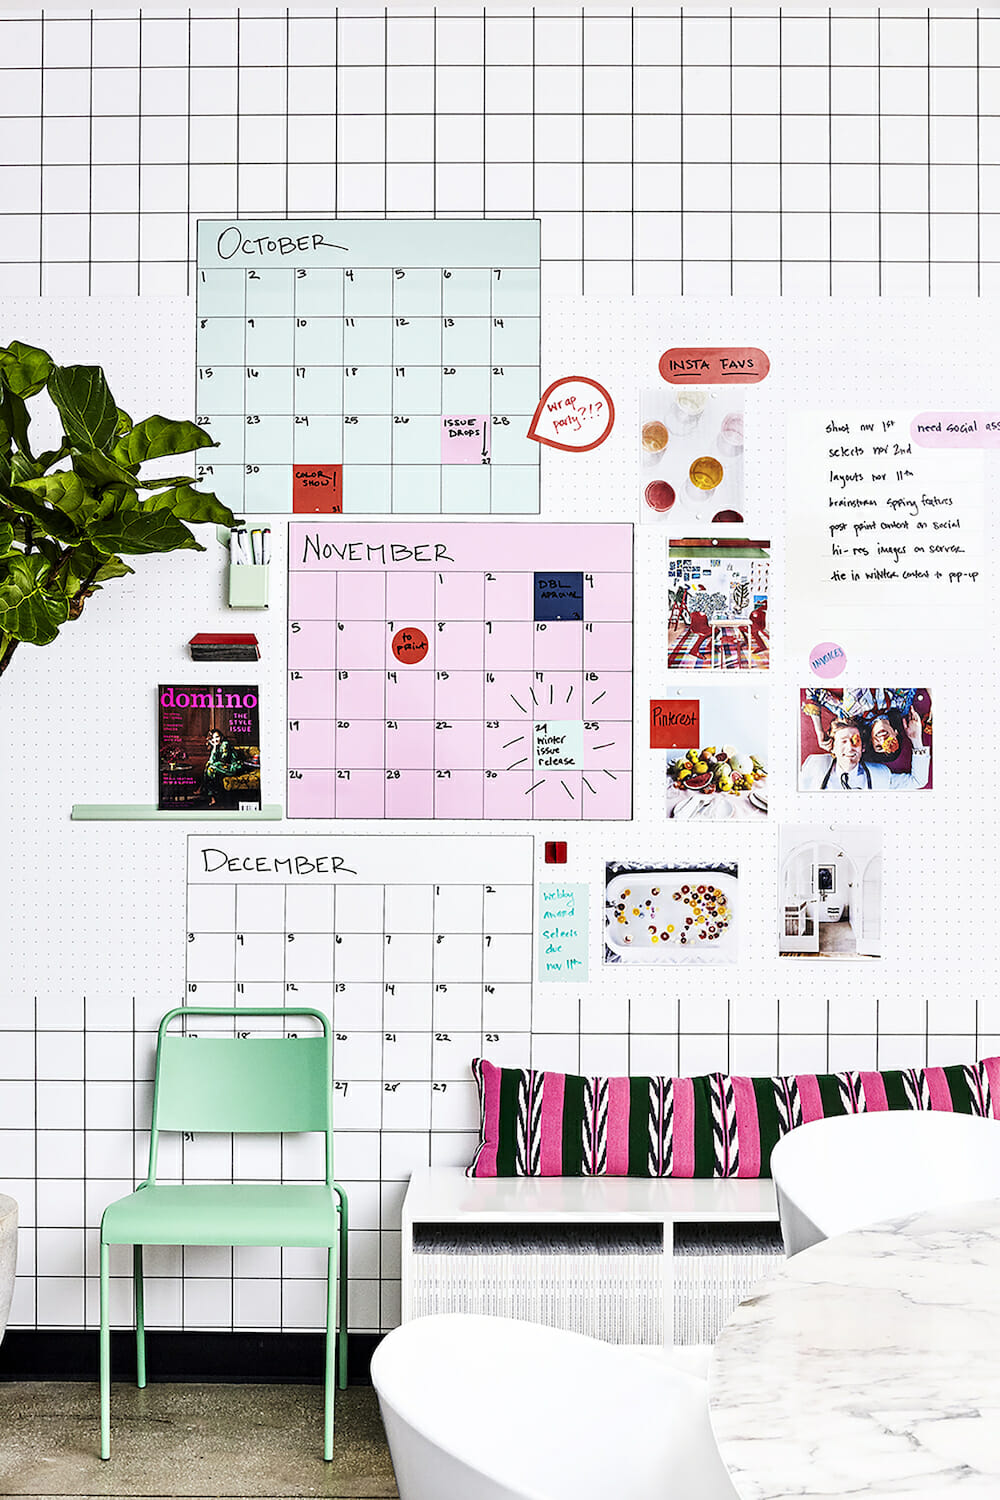 OCTOBER
1 2 3 4 5 6 7
8 9 10 11 12 13 14
15 16 17 18 19 20 21
22 23 24 25 26 ISSUE DROPS 27 28
29 30 COLOR SHOW! 31
wrap
party?!?
INSTA FAVS
need social ass
shoot nov 1st
selects nov 2nd
layouts nov 11th
brainstorm spring features
post print content on social
hi-res images on server
tie in winter content to pop-up
NOVEMBER
1 2 DBL APROVAL 3 4
5 6 7 to print 8 9 10 11
12 13 14 15 16 17 18
19 20 21 22 23 24 winter issue release 25
26 27 28 29 30
INVOICES
Pinterest
domino
THE
STYLE
ISSUE
DECEMBER
1 2
3 4 5 6 7 8 9
10 11 12 13 14 15 16
17 18 19 20 21 22 23
27 28 29
31
Webby
award
selects
due
nov 11th